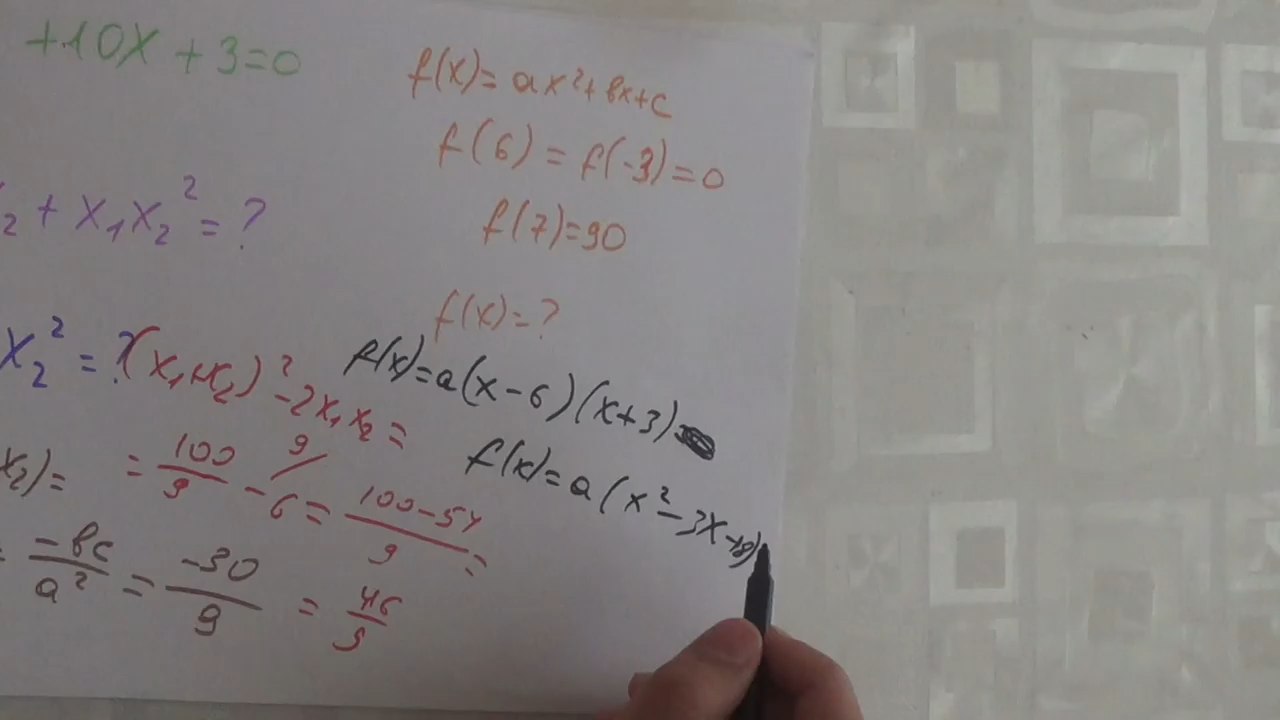 +10x + 3 = 0
f(x) = ax² + bx + c
f(6) = f(-3) = 0
₂ + x₁x₂² = ?
f(7) = 90
f(x) = ?
x₂² = ? (x₁+x₂)² - 2x₁x₂ =
f(x) = a(x-6)(x+3)
x₂) = = 100/9 - 6 = (100-54)/9 =
9/
f(x) = a(x² - 3x - 18)
-bc/a² = -30/9
= 46/9